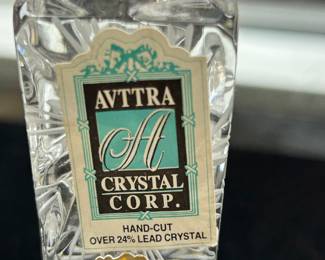 AVTTRA
A
CRYSTAL
CORP.
HAND-CUT
OVER 24% LEAD CRYSTAL